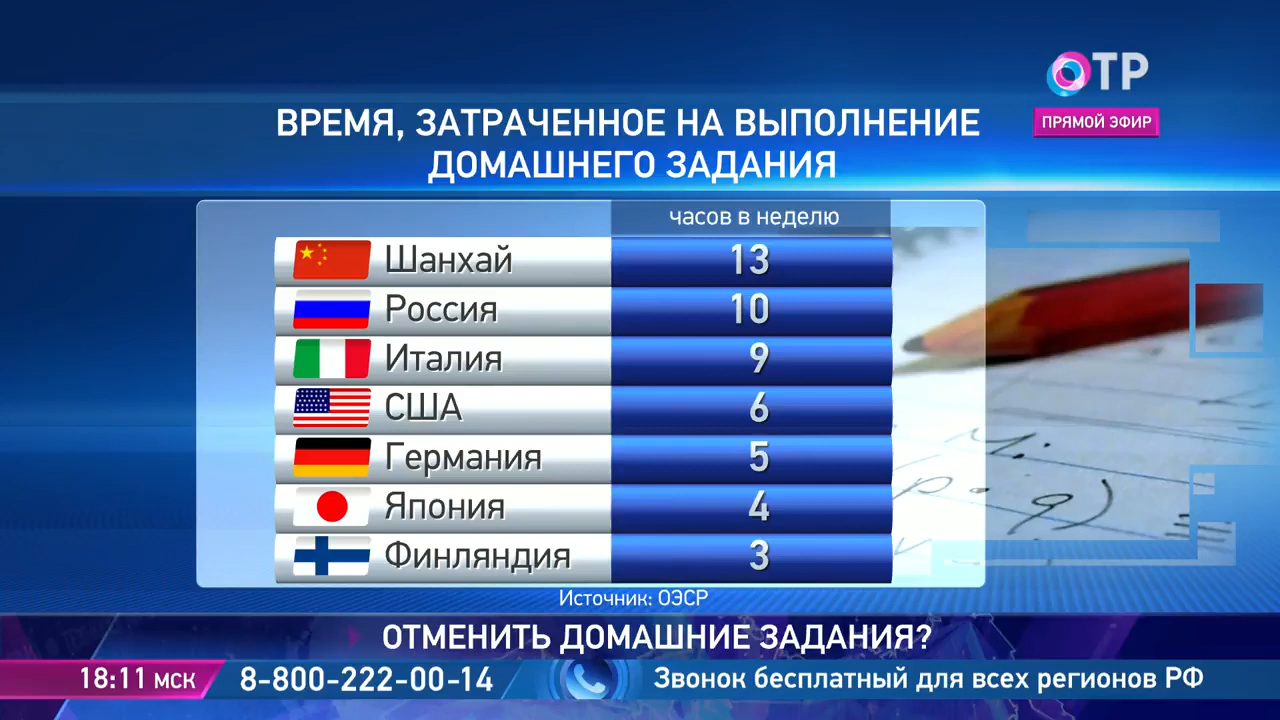 ОТР
ПРЯМОЙ ЭФИР
ВРЕМЯ, ЗАТРАЧЕННОЕ НА ВЫПОЛНЕНИЕ
ДОМАШНЕГО ЗАДАНИЯ
часов в неделю
Шанхай 13
Россия 10
Италия 9
США 6
Германия 5
Япония 4
Финляндия 3
Источник: ОЭСР
ОТМЕНИТЬ ДОМАШНИЕ ЗАДАНИЯ?
18:11 МСК 8-800-222-00-14 Звонок бесплатный для всех регионов РФ